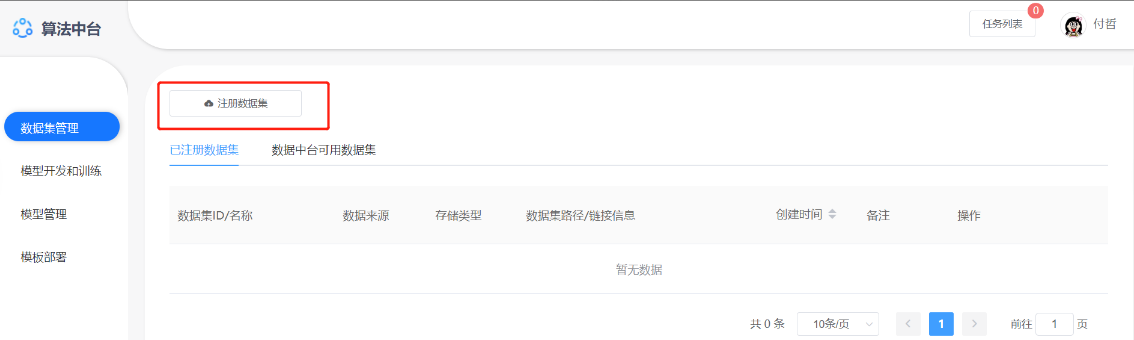 算法中台
任务列表
0
付哲
数据集管理
模型开发和训练
模型管理
模板部署
注册数据集
已注册数据集 数据中台可用数据集
数据集ID/名称 数据来源 存储类型 数据集路径/链接信息 创建时间 备注 操作
暂无数据
共 0 条 10条/页 1 前往 1 页